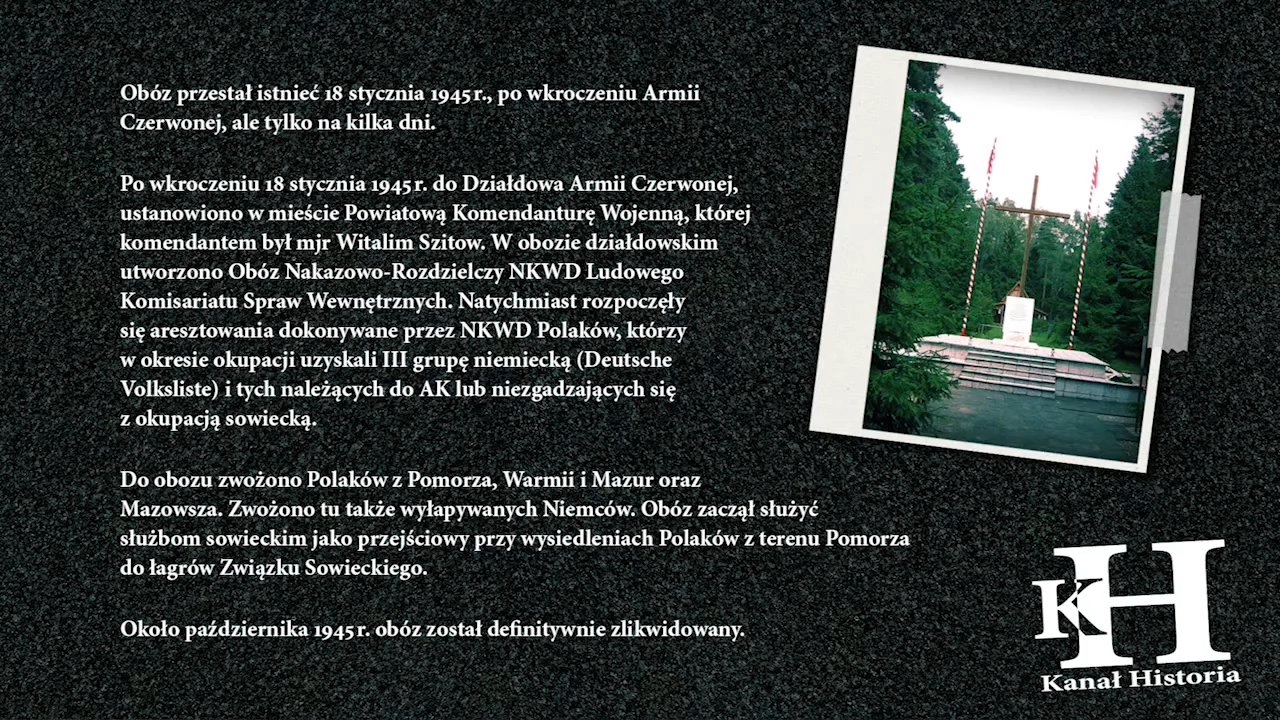 Obóz przestał istnieć 18 stycznia 1945 r., po wkroczeniu Armii
Czerwonej, ale tylko na kilka dni.
Po wkroczeniu 18 stycznia 1945 r. do Działdowa Armii Czerwonej,
ustanowiono w mieście Powiatową Komendanturę Wojenną, której
komendantem był mjr Witalim Szitow. W obozie działdowskim
utworzono Obóz Nakazowo-Rozdzielczy NKWD Ludowego
Komisariatu Spraw Wewnętrznych. Natychmiast rozpoczęły
się aresztowania dokonywane przez NKWD Polaków, którzy
w okresie okupacji uzyskali III grupę niemiecką (Deutsche
Volksliste) i tych należących do AK lub niezgadzających się
z okupacją sowiecką.
Do obozu zwożono Polaków z Pomorza, Warmii i Mazur oraz
Mazowsza. Zwożono tu także wyłapywanych Niemców. Obóz zaczął służyć
służbom sowieckim jako przejściowy przy wysiedleniach Polaków z terenu Pomorza
do łagrów Związku Sowieckiego.
Około października 1945 r. obóz został definitywnie zlikwidowany.
KH
Kanał Historia